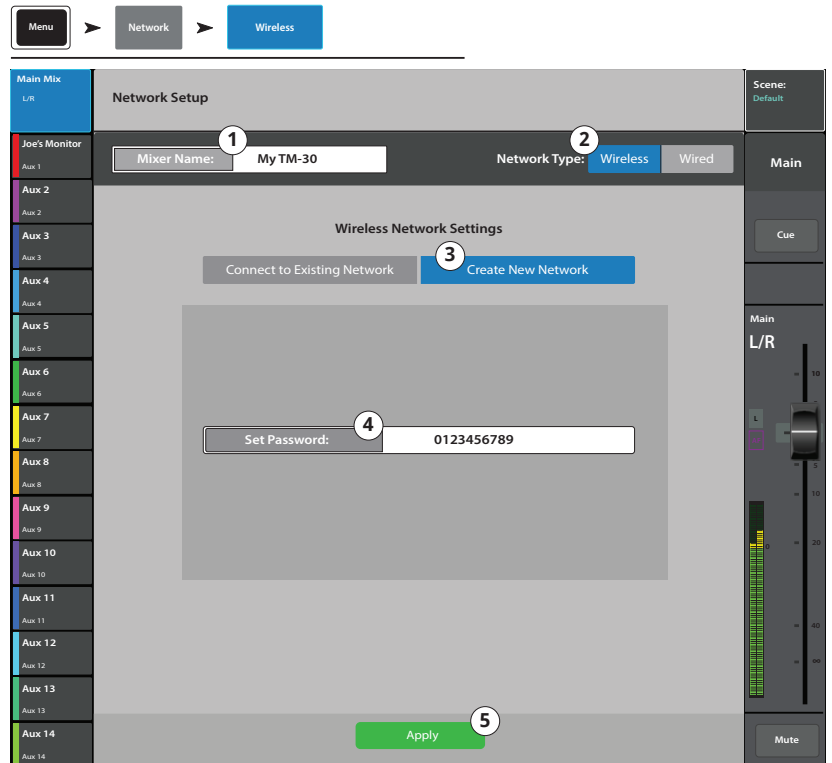 Menu Network Wireless
Main Mix
L/R
Network Setup
Scene:
Default
Joe's Monitor
Aux 1
1
Mixer Name: My TM-30
2
Network Type: Wireless Wired
Main
Aux 2
Aux 2
Aux 3
Aux 3
Aux 4
Aux 4
Aux 5
Aux 5
Aux 6
Aux 6
Aux 7
Aux 7
Aux 8
Aux 8
Aux 9
Aux 9
Aux 10
Aux 10
Aux 11
Aux 11
Aux 12
Aux 12
Aux 13
Aux 13
Aux 14
Aux 14
Wireless Network Settings
3
Connect to Existing Network Create New Network
4
Set Password: 0123456789
5
Apply
Cue
Main
L/R
10
L
5
10
0
20
40
∞
Mute